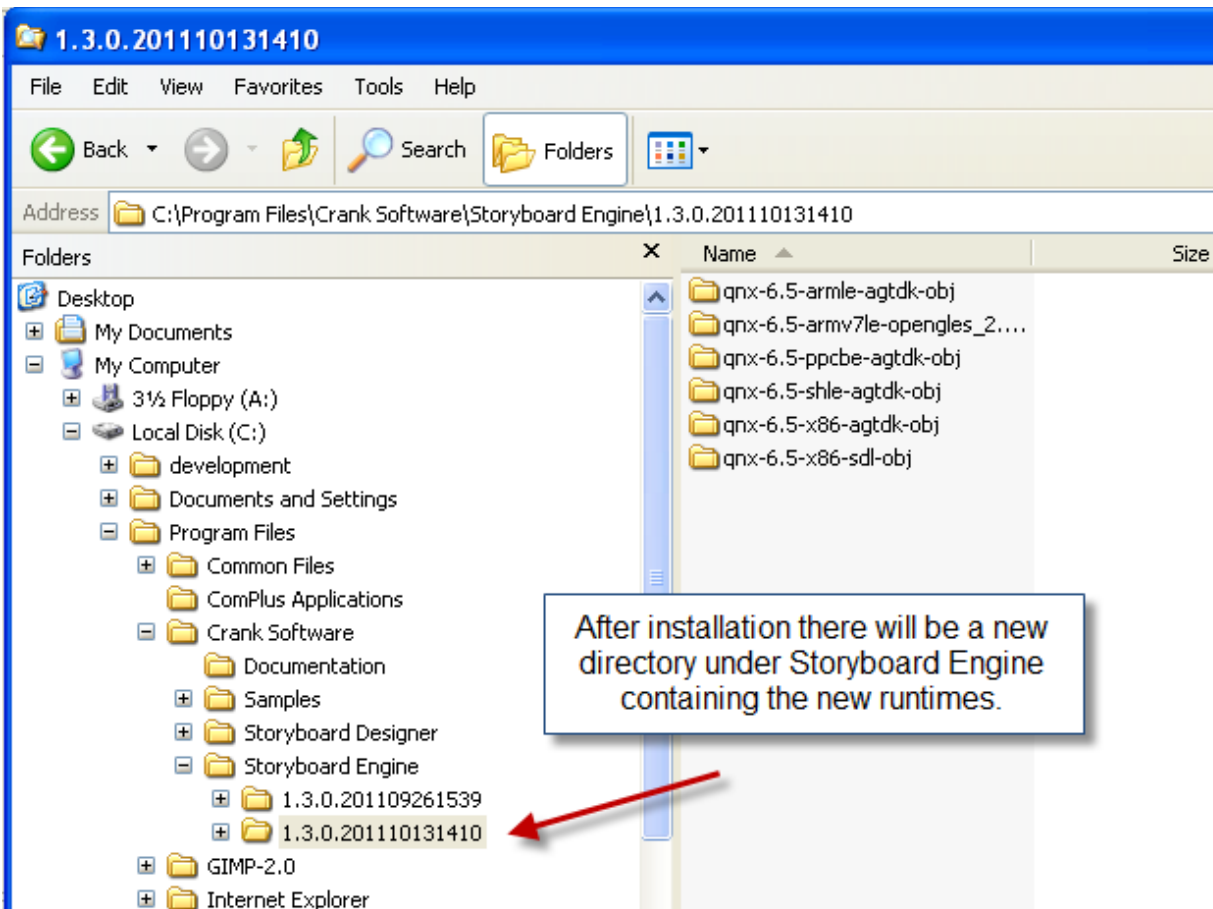 1.3.0.201110131410
File Edit View Favorites Tools Help
Back Search Folders
Address C:\Program Files\Crank Software\Storyboard Engine\1.3.0.201110131410
Folders
Name Size
Desktop
My Documents
My Computer
3½ Floppy (A:)
Local Disk (C:)
development
Documents and Settings
Program Files
Common Files
ComPlus Applications
Crank Software
Documentation
Samples
Storyboard Designer
Storyboard Engine
1.3.0.201109261539
1.3.0.201110131410
GIMP-2.0
Internet Explorer
qnx-6.5-armle-agtdk-obj
qnx-6.5-armv7le-opengles_2....
qnx-6.5-ppcbe-agtdk-obj
qnx-6.5-shle-agtdk-obj
qnx-6.5-x86-agtdk-obj
qnx-6.5-x86-sdl-obj
After installation there will be a new
directory under Storyboard Engine
containing the new runtimes.